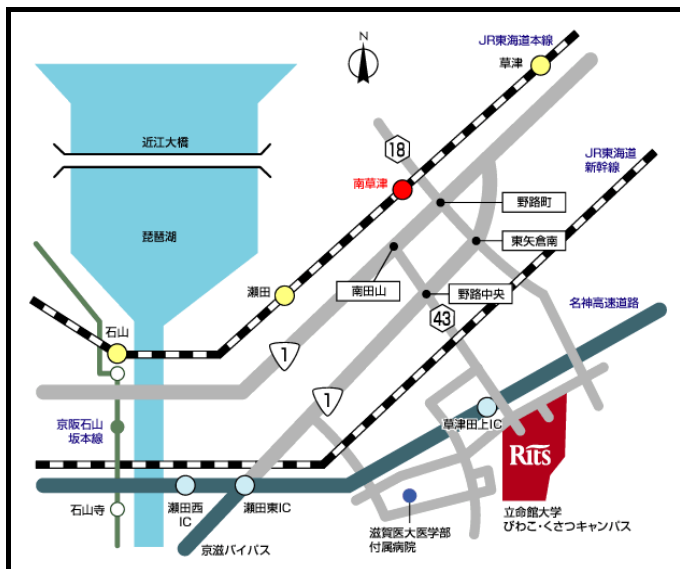 JR東海道本線
草津
近江大橋
18
JR東海道
新幹線
南草津
野路町
琵琶湖
東矢倉南
瀬田
南田山
野路中央
名神高速道路
43
石山
1
1
京阪石山
坂本線
草津田上IC
Rits
石山寺
瀬田西
IC
瀬田東IC
立命館大学
びわこ・くさつキャンパス
滋賀医大医学部
付属病院
京滋バイパス